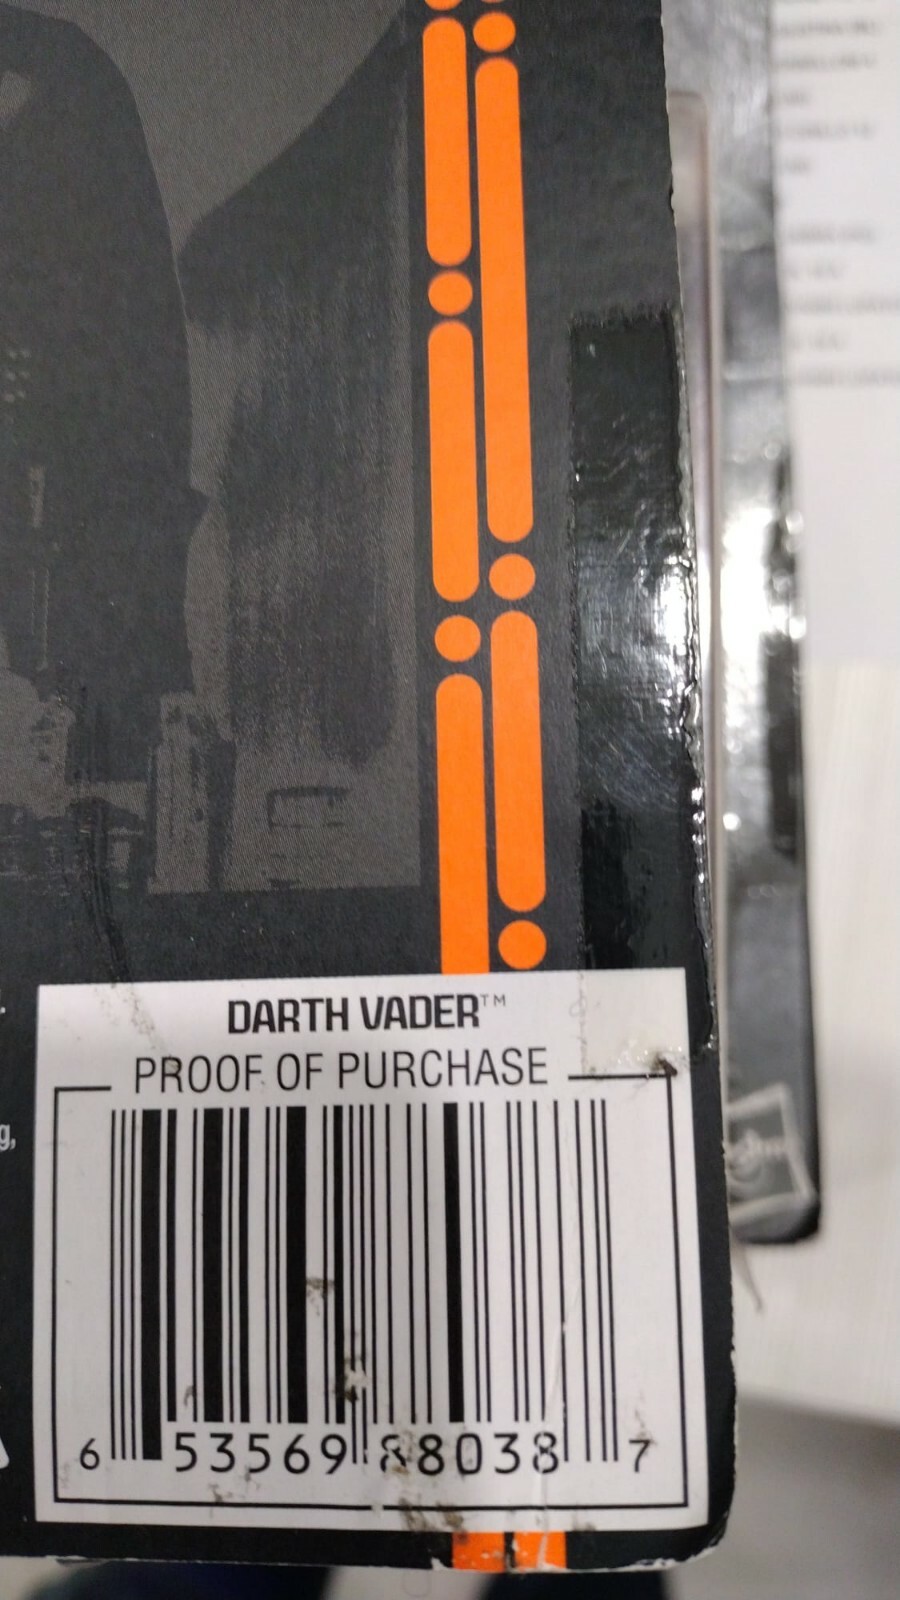 DARTH VADER™
PROOF OF PURCHASE
g,
6 53569 88038 7